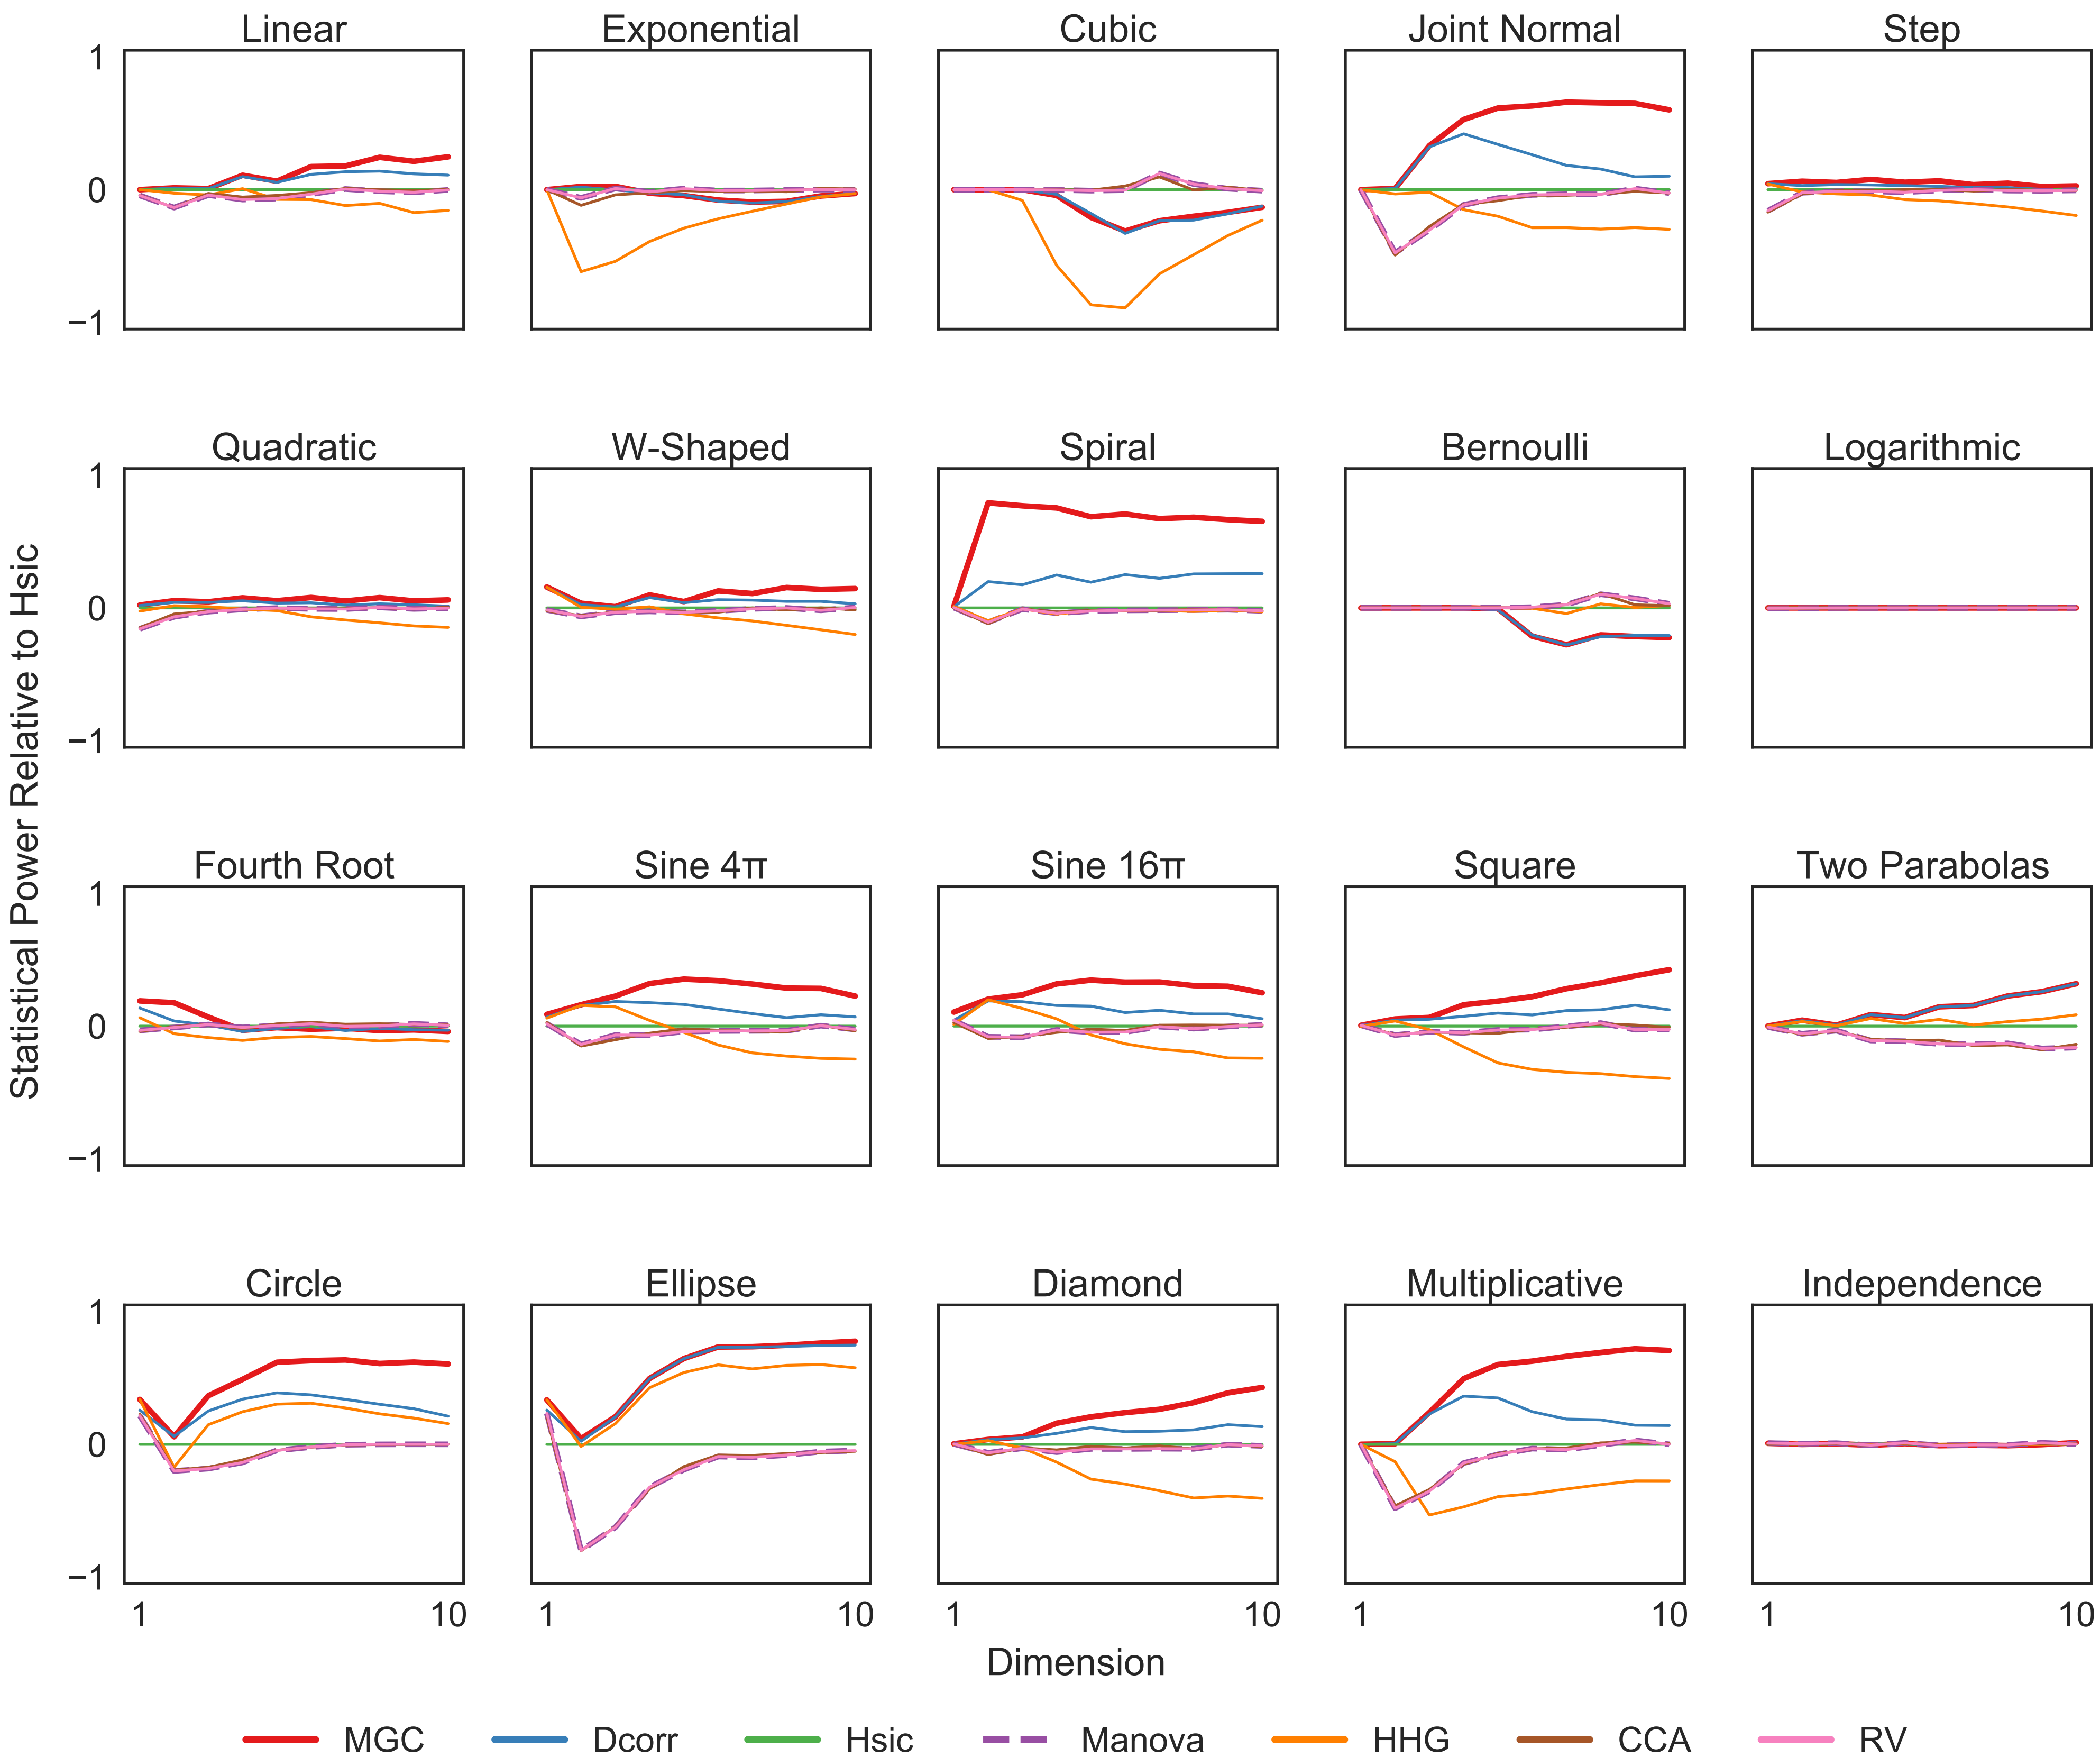 Linear Exponential Cubic Joint Normal Step
1
0
−1
Quadratic W-Shaped Spiral Bernoulli Logarithmic
1
0
−1
Statistical Power Relative to Hsic
Fourth Root Sine 4π Sine 16π Square Two Parabolas
1
0
−1
Circle Ellipse Diamond Multiplicative Independence
1
0
−1
1 10 1 10 1 10 1 10 1 10
Dimension
MGC Dcorr Hsic Manova HHG CCA RV